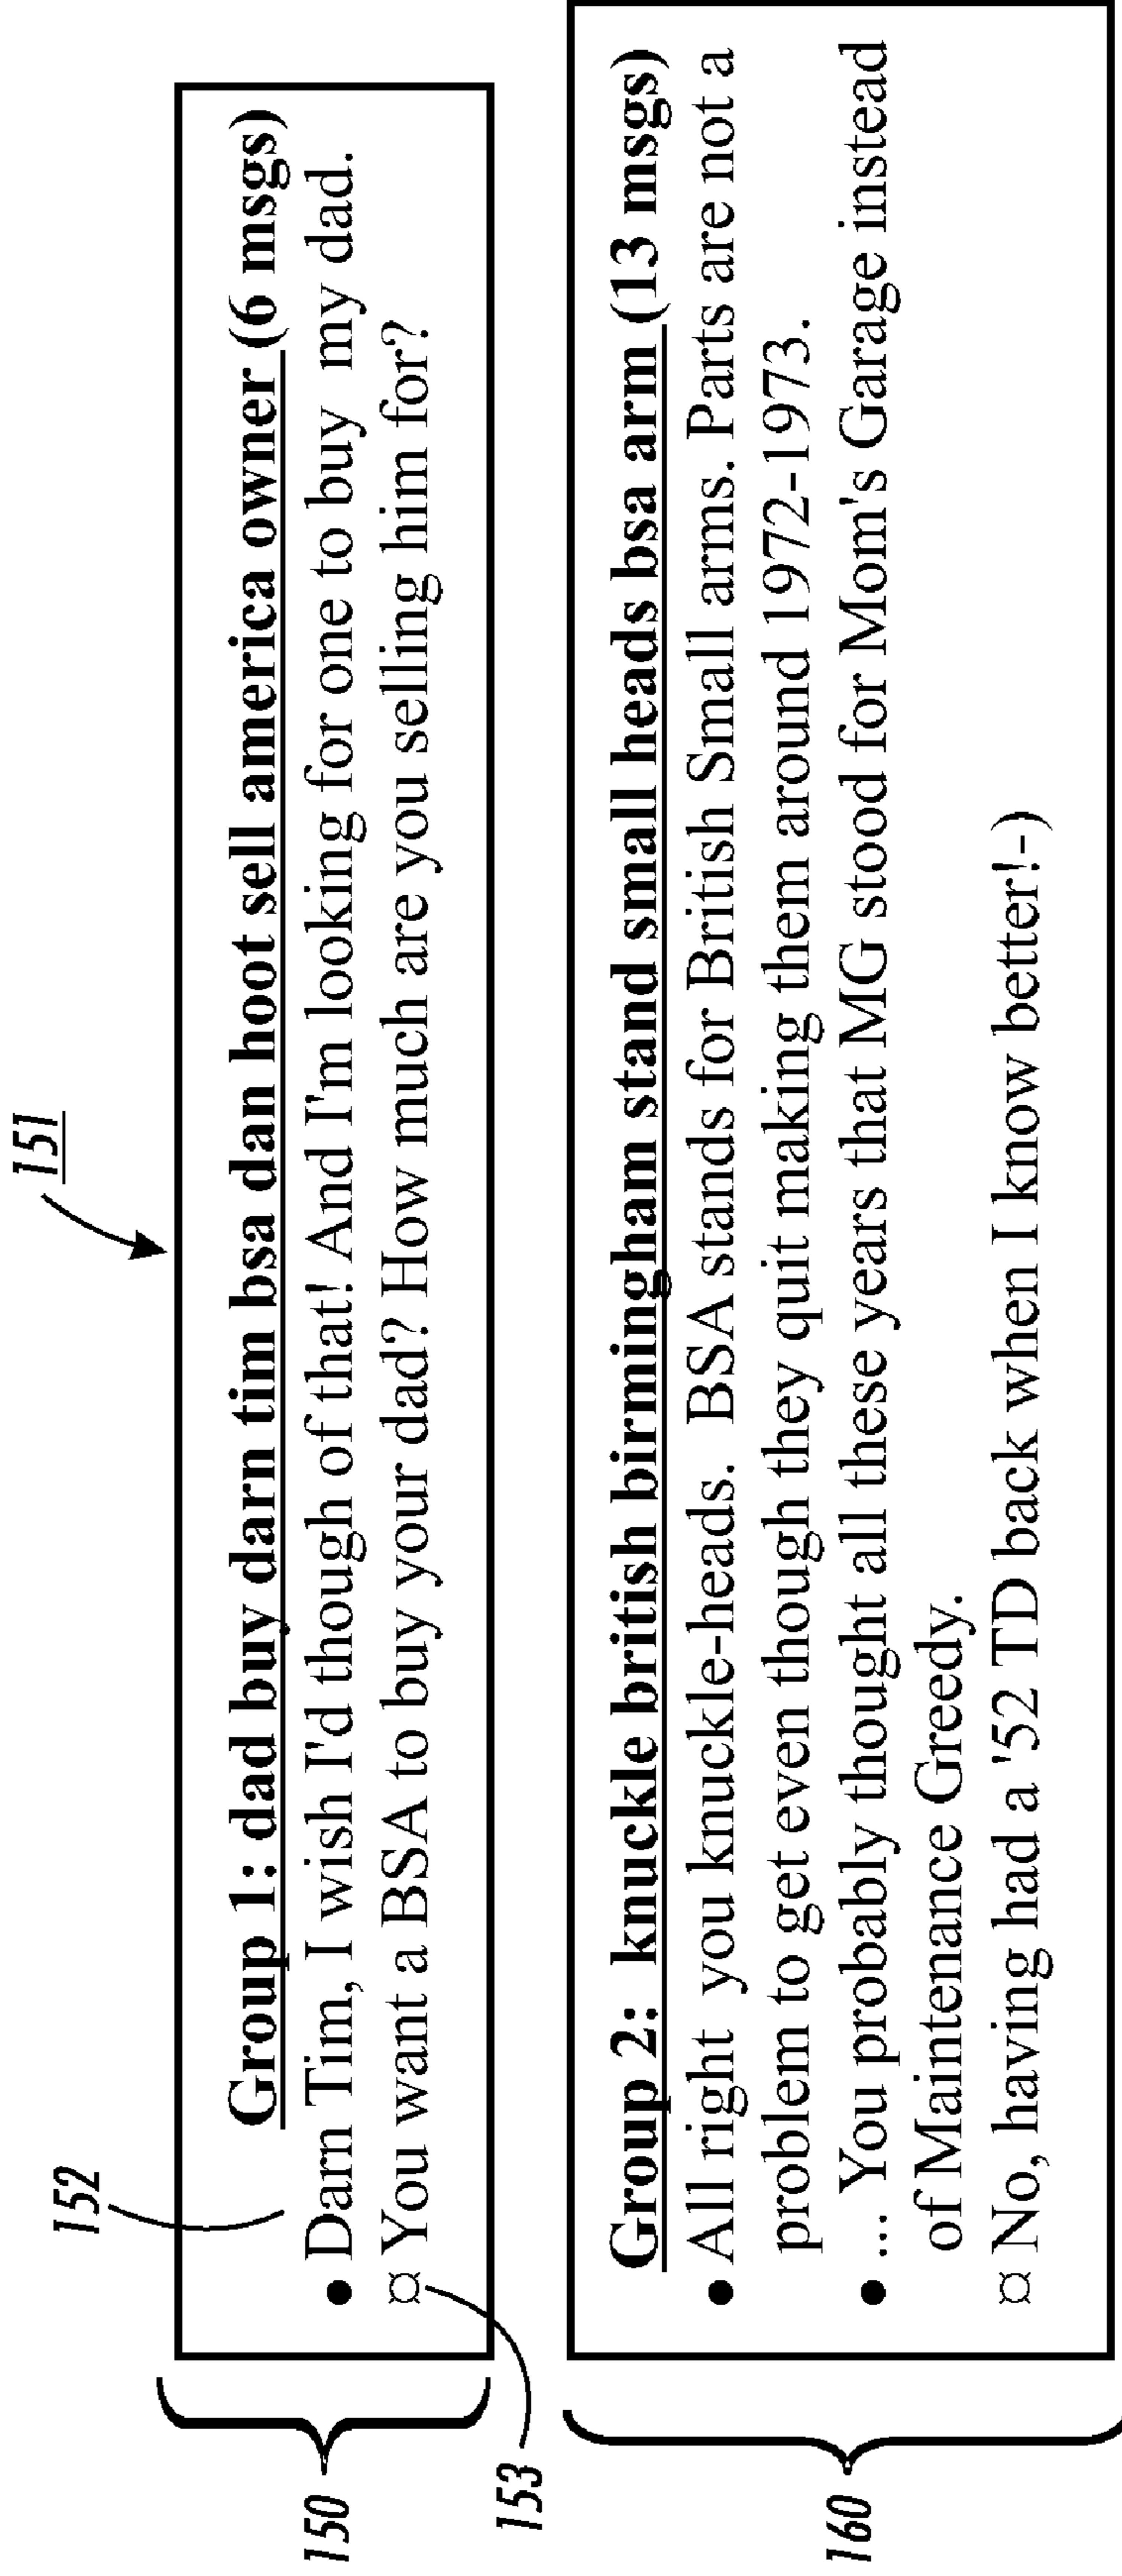 151
152
150
Group 1: dad buy darn tim bsa dan hoot sell america owner (6 msgs)
● Darn Tim, I wish I'd though of that! And I'm looking for one to buy my dad.
¤ You want a BSA to buy your dad? How much are you selling him for?
153
160
Group 2: knuckle british birmingham stand small heads bsa arm (13 msgs)
● All right you knuckle-heads. BSA stands for British Small arms. Parts are not a
problem to get even though they quit making them around 1972-1973.
● ... You probably thought all these years that MG stood for Mom's Garage instead
of Maintenance Greedy.
¤ No, having had a '52 TD back when I know better!-)